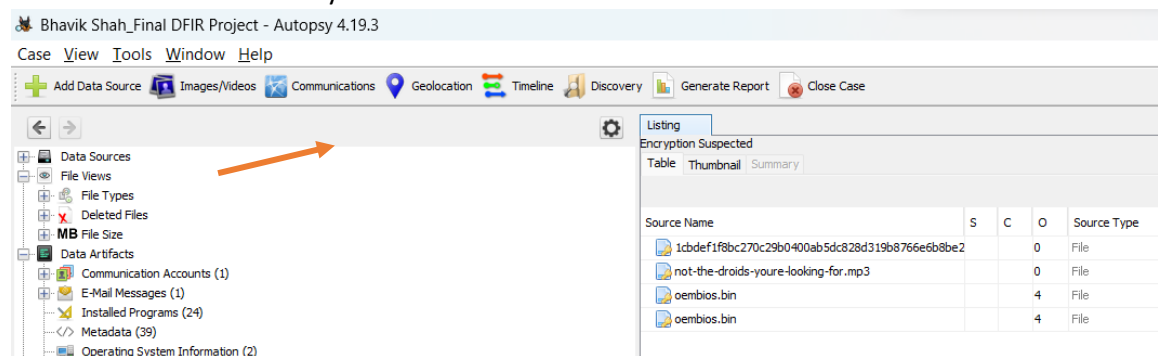 Bhavik Shah_Final DFIR Project - Autopsy 4.19.3
Case View Tools Window Help
Add Data Source Images/Videos Communications Geolocation Timeline Discovery Generate Report Close Case
Listing
Encryption Suspected
Table Thumbnail Summary
Data Sources
File Views
File Types
Deleted Files
MB File Size
Data Artifacts
Communication Accounts (1)
E-Mail Messages (1)
Installed Programs (24)
Metadata (39)
Operating System Information (2)
Source Name S C O Source Type
1cbdef1f8bc270c29b0400ab5dc828d319b8766e6b8be2 0 File
not-the-droids-youre-looking-for.mp3 0 File
oembios.bin 4 File
oembios.bin 4 File